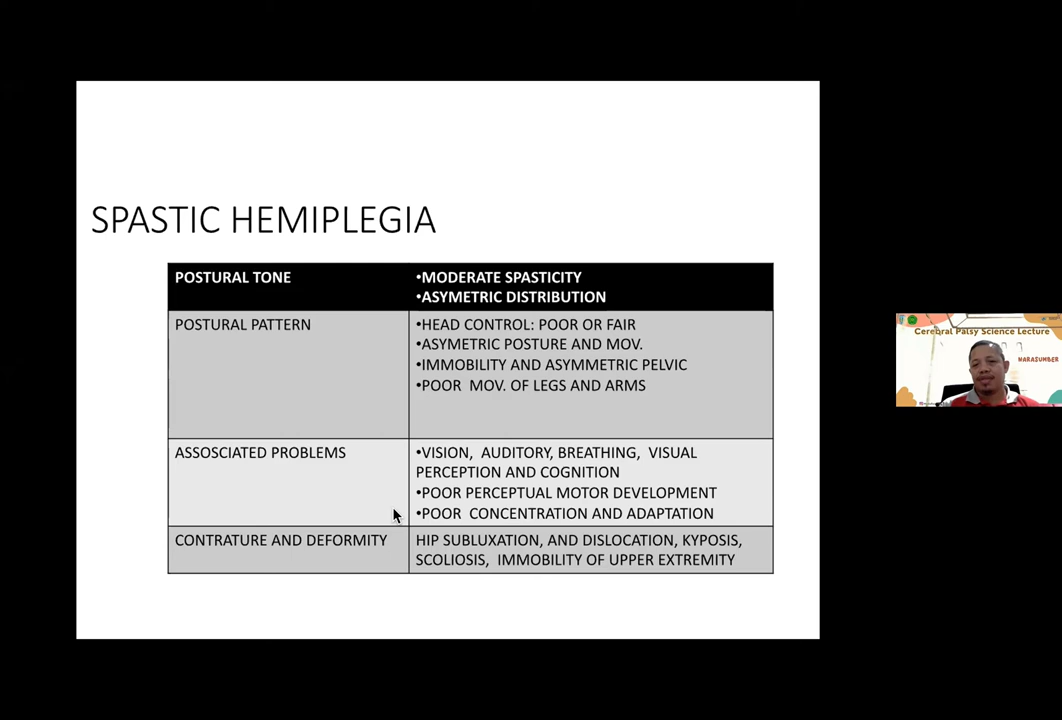 SPASTIC HEMIPLEGIA
POSTURAL TONE
•MODERATE SPASTICITY
•ASYMETRIC DISTRIBUTION
POSTURAL PATTERN
•HEAD CONTROL: POOR OR FAIR
•ASYMETRIC POSTURE AND MOV.
•IMMOBILITY AND ASYMMETRIC PELVIC
•POOR MOV. OF LEGS AND ARMS
ASSOSCIATED PROBLEMS
•VISION, AUDITORY, BREATHING, VISUAL
PERCEPTION AND COGNITION
•POOR PERCEPTUAL MOTOR DEVELOPMENT
•POOR CONCENTRATION AND ADAPTATION
CONTRATURE AND DEFORMITY
HIP SUBLUXATION, AND DISLOCATION, KYPOSIS,
SCOLIOSIS, IMMOBILITY OF UPPER EXTREMITY
Cerebral Palsy Science Lecture
NARASUMBER